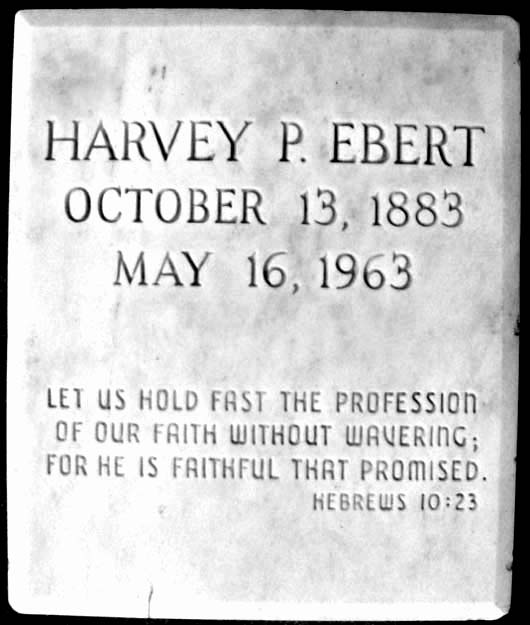 HARVEY P. EBERT
OCTOBER 13, 1883
MAY 16, 1963
LET US HOLD FAST THE PROFESSION
OF OUR FAITH WITHOUT WAVERING;
FOR HE IS FAITHFUL THAT PROMISED.
HEBREWS 10:23